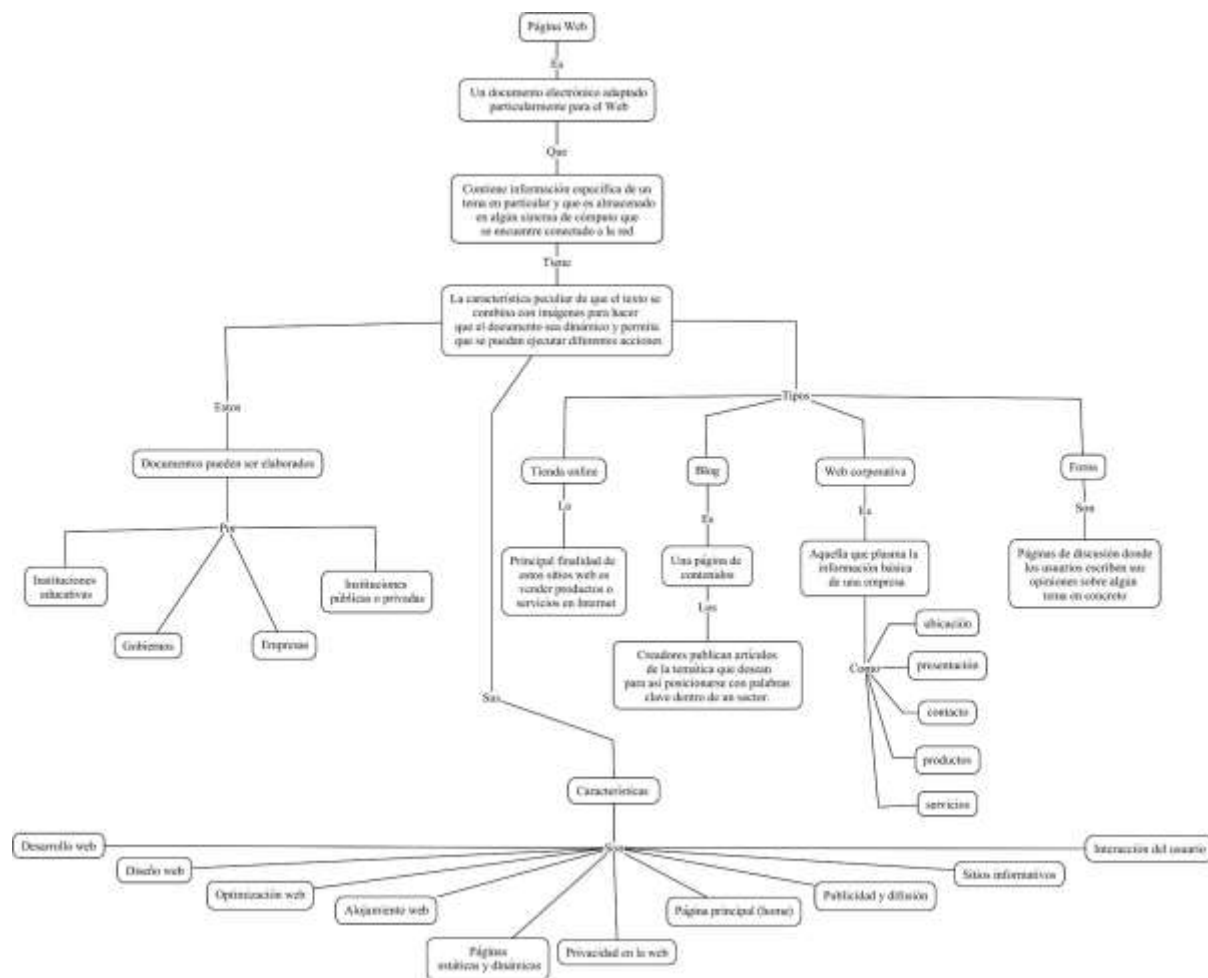 Página Web
Es
Un documento electrónico adaptado
particularmente para el Web
Que
Contiene información específica de un
tema en particular y que es almacenado
en algún sistema de cómputo que
se encuentre conectado a la red
Tiene
La característica peculiar de que el texto se
combina con imágenes para hacer
que el documento sea dinámico y permita
que se puedan ejecutar diferentes acciones
Estos
Documentos pueden ser elaborados
Por
Instituciones
educativas
Gobiernos
Empresas
Instituciones
públicas o privadas
Tipos
Tienda online
La
Principal finalidad de
estos sitios web es
vender productos o
servicios en Internet
Blog
Es
Una página de
contenidos
Los
Creadores publican artículos
de la temática que desean
para así posicionarse con palabras
clave dentro de un sector.
Web corporativa
Es
Aquella que plasma la
información básica
de una empresa
Como
ubicación
presentación
contacto
productos
servicios
Foros
Son
Páginas de discusión donde
los usuarios escriben sus
opiniones sobre algún
tema en concreto
Sus
Características
Son
Desarrollo web
Diseño web
Optimización web
Alojamiento web
Páginas
estáticas y dinámicas
Privacidad en la web
Página principal (home)
Publicidad y difusión
Sitios informativos
Interacción del usuario